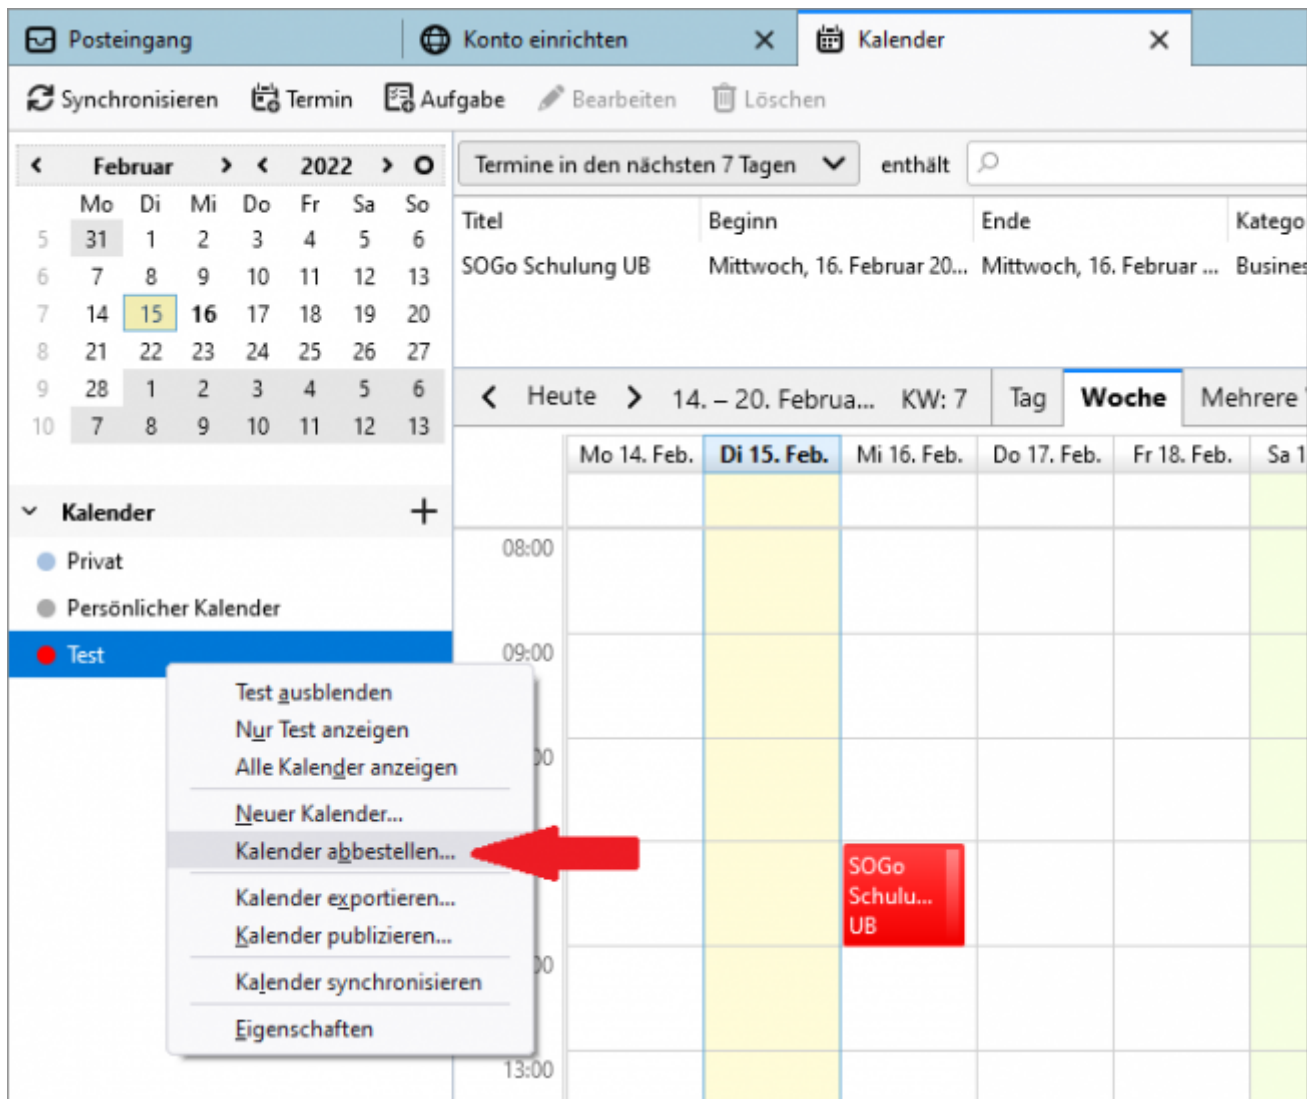 Posteingang
Konto einrichten
Kalender
Synchronisieren Termin Aufgabe Bearbeiten Löschen
Februar 2022
Mo Di Mi Do Fr Sa So
5 31 1 2 3 4 5 6
6 7 8 9 10 11 12 13
7 14 15 16 17 18 19 20
8 21 22 23 24 25 26 27
9 28 1 2 3 4 5 6
10 7 8 9 10 11 12 13
Kalender
Privat
Persönlicher Kalender
Test
Test ausblenden
Nur Test anzeigen
Alle Kalender anzeigen
Neuer Kalender...
Kalender abbestellen...
Kalender exportieren...
Kalender publizieren...
Kalender synchronisieren
Eigenschaften
Termine in den nächsten 7 Tagen enthält
Titel Beginn Ende Katego
SOGo Schulung UB Mittwoch, 16. Februar 20... Mittwoch, 16. Februar ... Busines
Heute 14. – 20. Februa... KW: 7 Tag Woche Mehrere
Mo 14. Feb. Di 15. Feb. Mi 16. Feb. Do 17. Feb. Fr 18. Feb. Sa 1
08:00
09:00
00
SOGo
Schulu...
UB
00
13:00